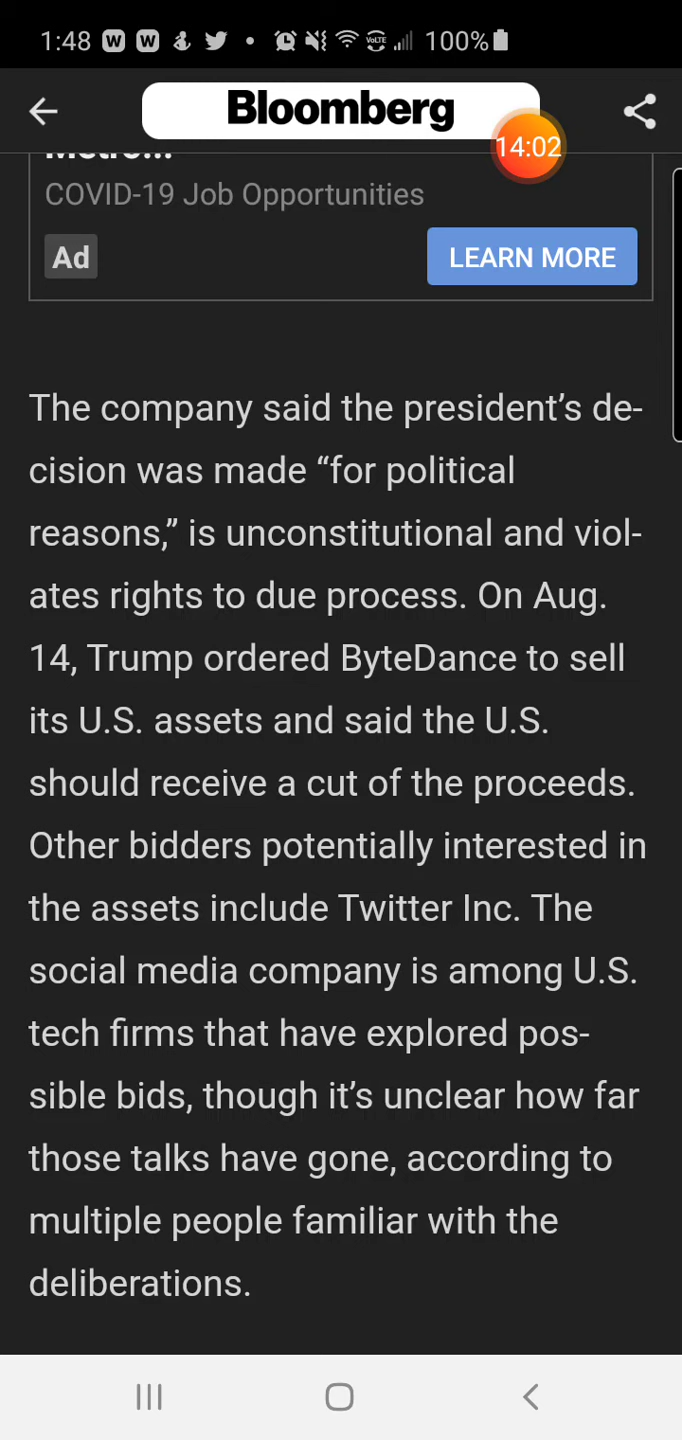 1:48 W W 100%
Bloomberg
14:02
Metro...
COVID-19 Job Opportunities
Ad
LEARN MORE
The company said the president’s de-
cision was made “for political
reasons,” is unconstitutional and viol-
ates rights to due process. On Aug.
14, Trump ordered ByteDance to sell
its U.S. assets and said the U.S.
should receive a cut of the proceeds.
Other bidders potentially interested in
the assets include Twitter Inc. The
social media company is among U.S.
tech firms that have explored pos-
sible bids, though it’s unclear how far
those talks have gone, according to
multiple people familiar with the
deliberations.